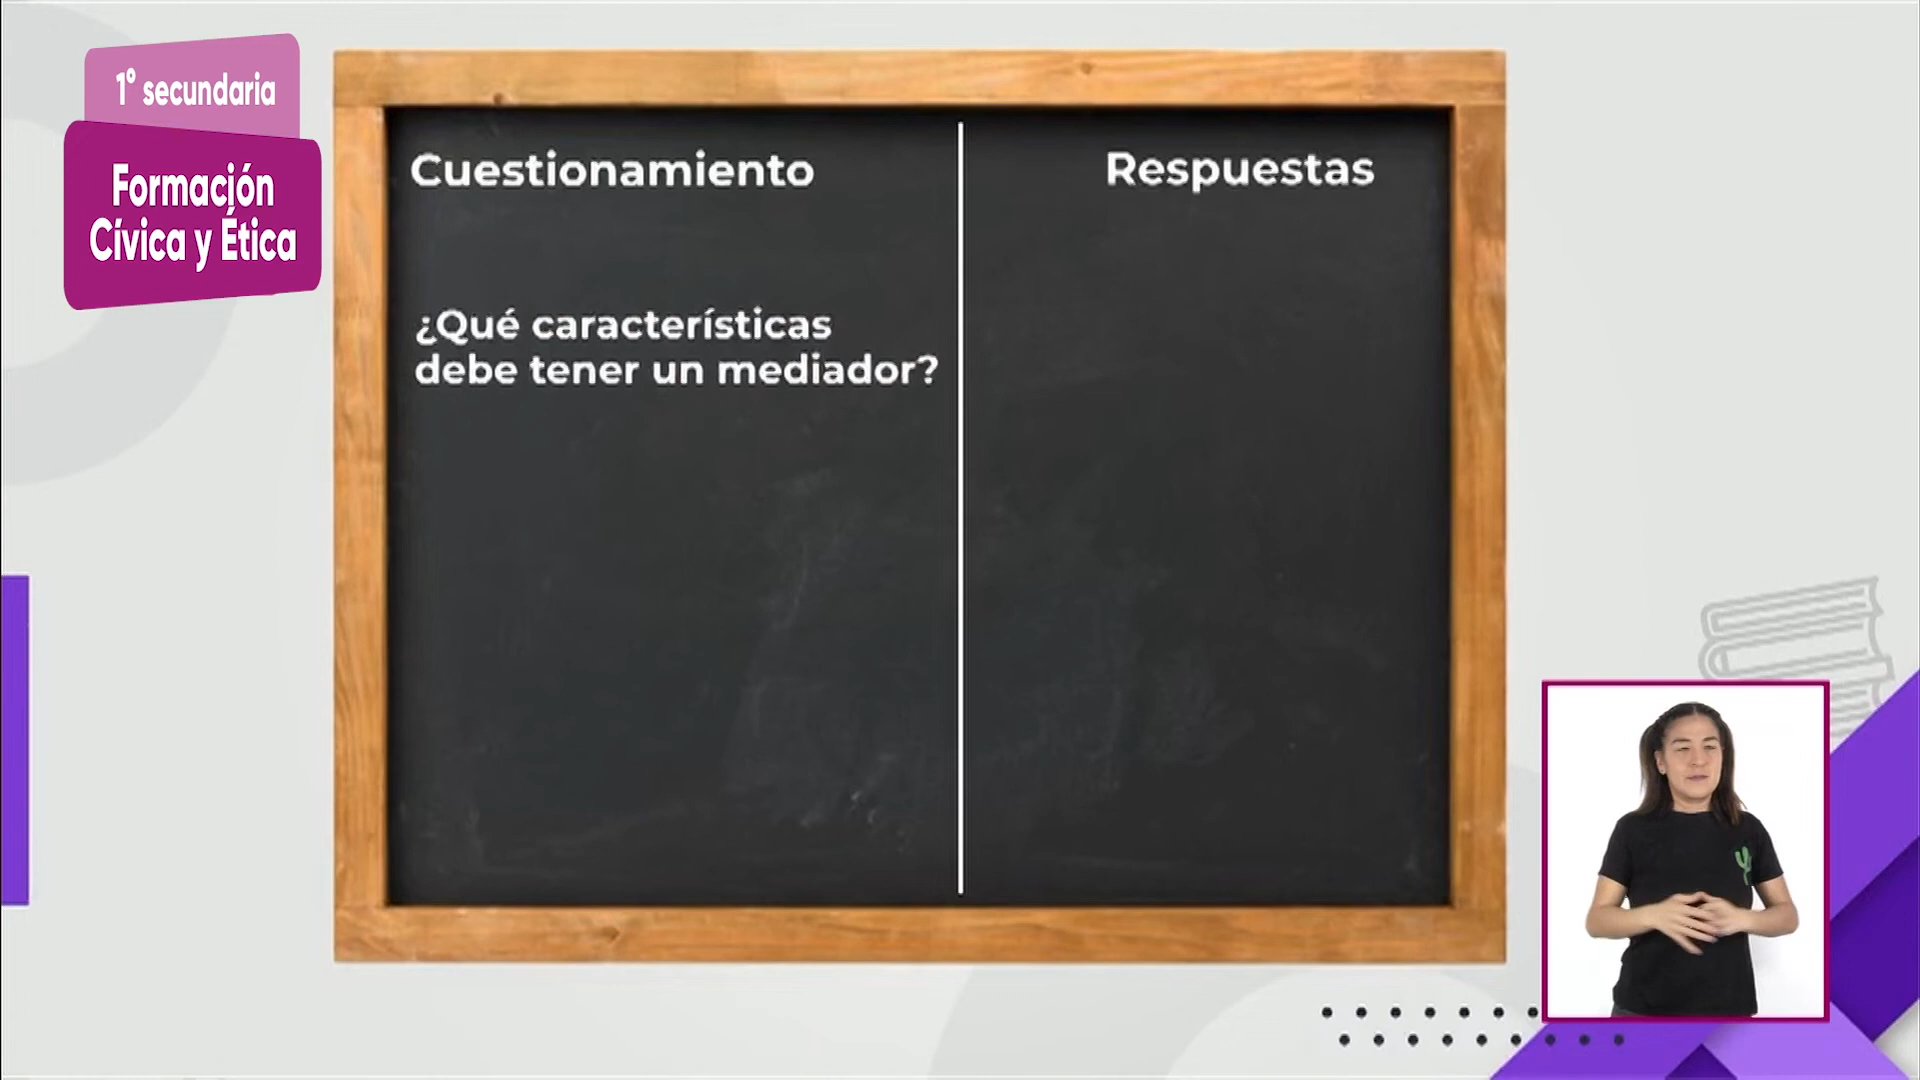 1° secundaria
Formación
Cívica y Ética
Cuestionamiento
Respuestas
¿Qué características
debe tener un mediador?